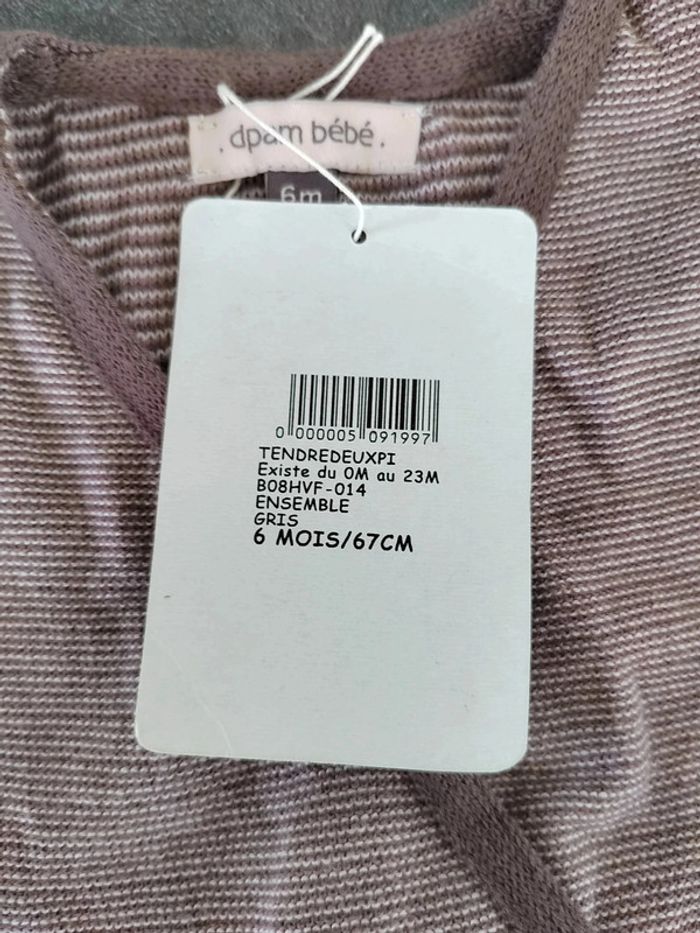 . dpam bébé .
6m
0 000005 091997
TENDREDEUXPI
Existe du 0M au 23M
B08HVF-014
ENSEMBLE
GRIS
6 MOIS/67CM